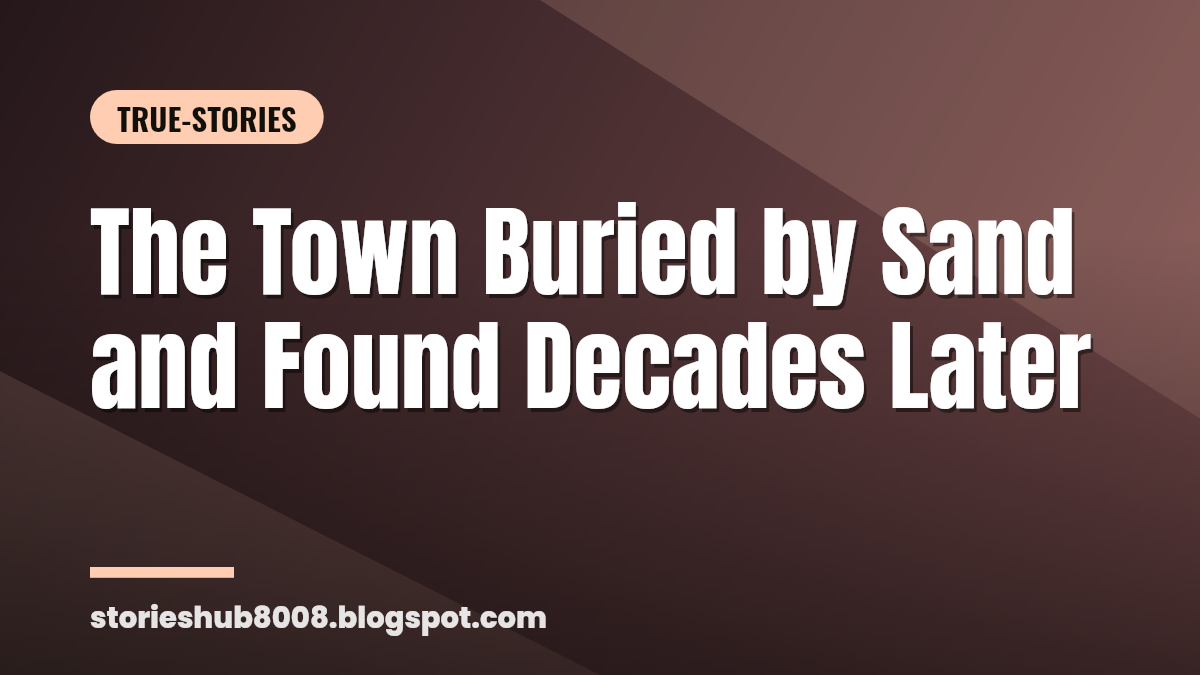 TRUE-STORIES
The Town Buried by Sand
and Found Decades Later
storieshub8008.blogspot.com